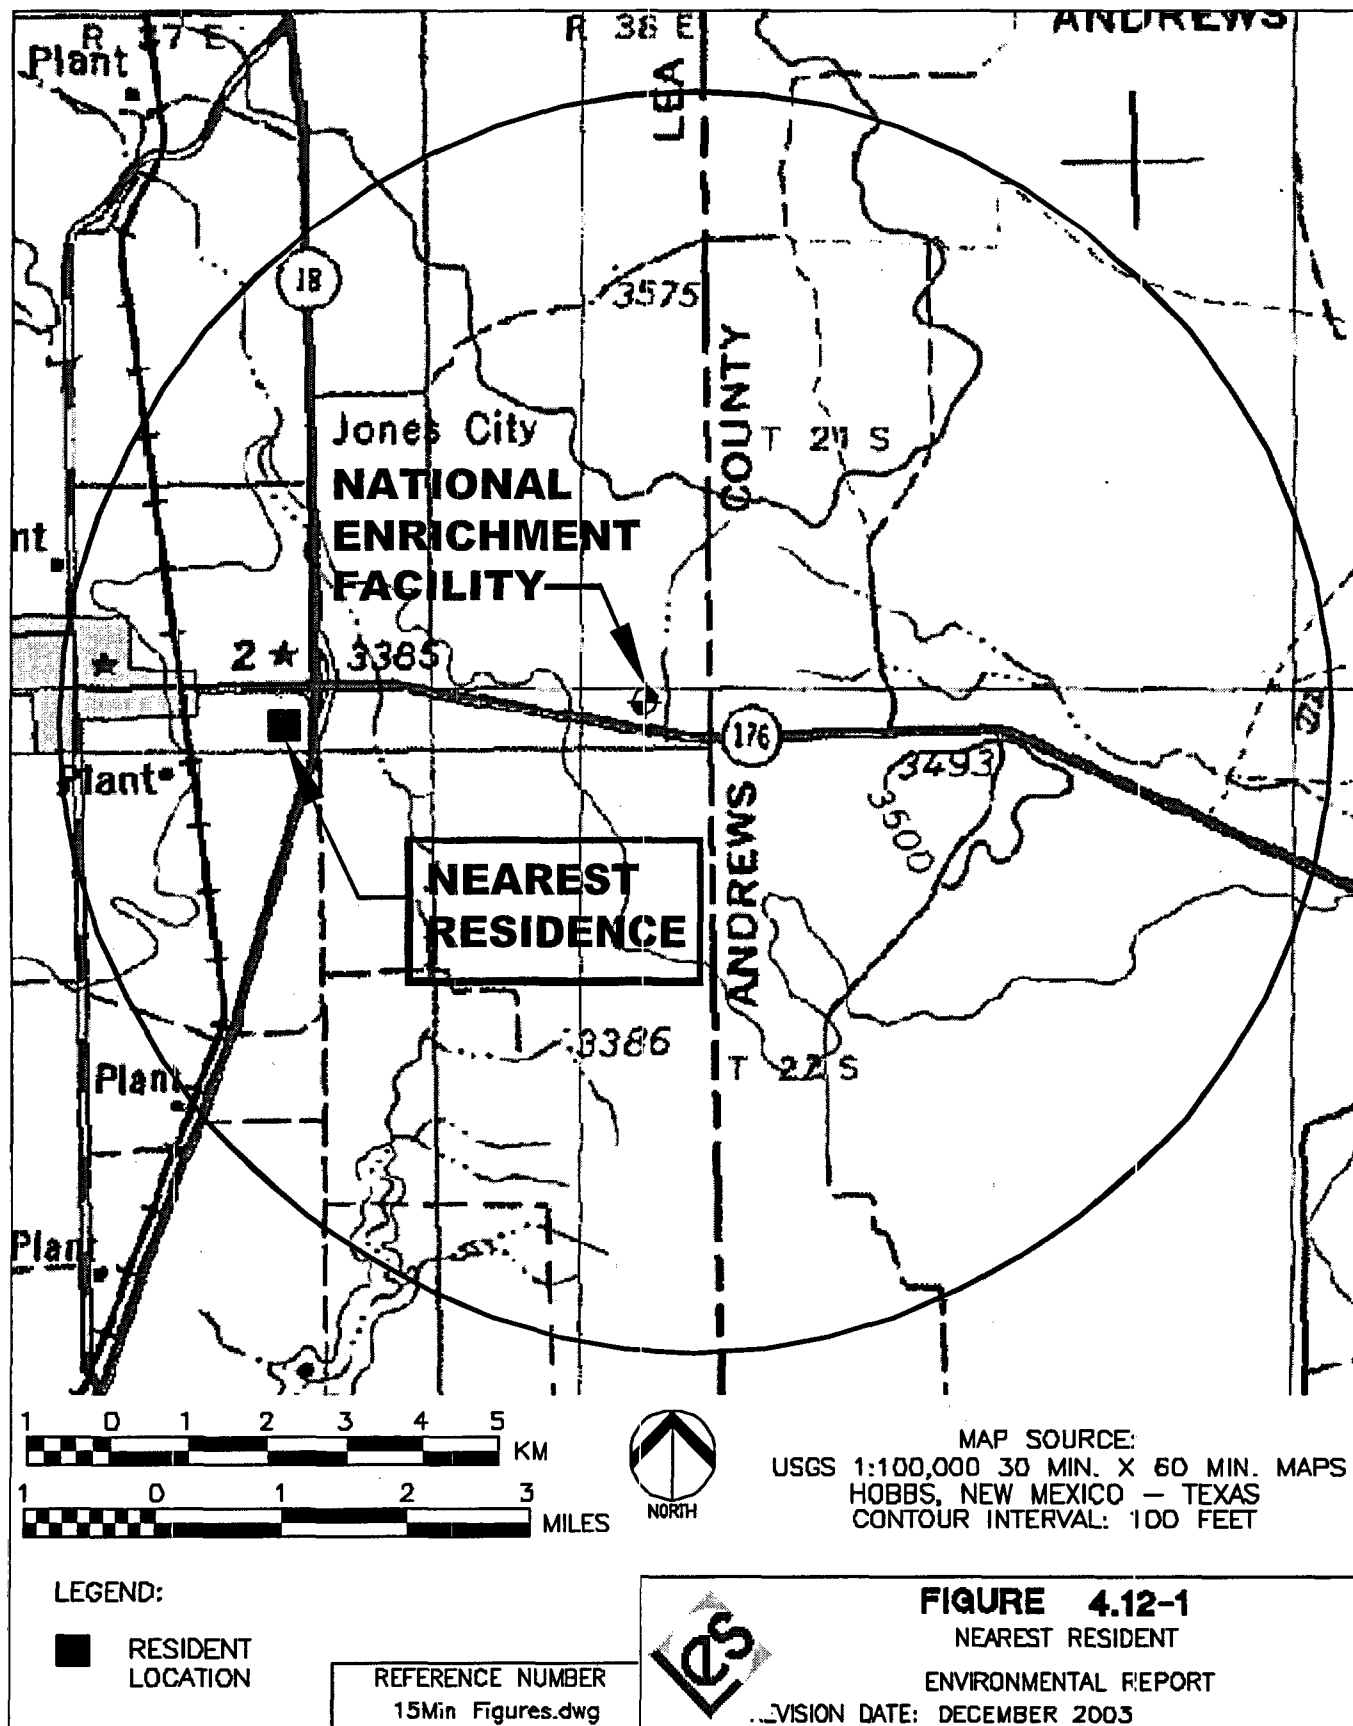 R 37 E
R 38 E
ANDREWS
Plant
LEA
18
3575
COUNTY
Jones City
T 21 S
NATIONAL
ENRICHMENT
FACILITY
2
3385
176
Plant
3493
3500
ANDREWS
NEAREST
RESIDENCE
3386
T 22 S
Plant
Plant
1 0 1 2 3 4 5
KM
1 0 1 2 3
MILES
NORTH
MAP SOURCE:
USGS 1:100,000 30 MIN. X 60 MIN. MAPS
HOBBS, NEW MEXICO – TEXAS
CONTOUR INTERVAL: 100 FEET
LEGEND:
RESIDENT
LOCATION
REFERENCE NUMBER
15Min Figures.dwg
LES
FIGURE 4.12-1
NEAREST RESIDENT
ENVIRONMENTAL REPORT
VISION DATE: DECEMBER 2003